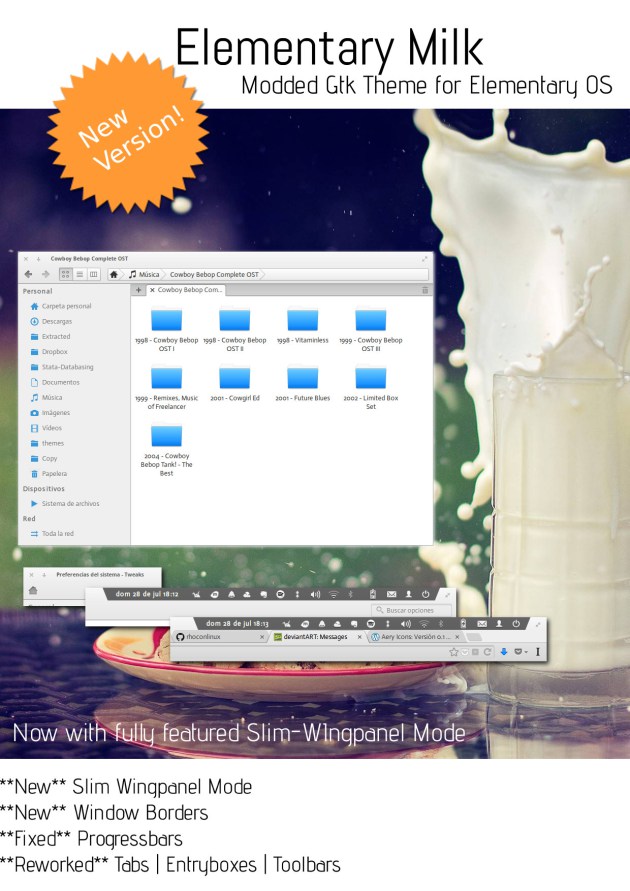 Elementary Milk
Modded Gtk Theme for Elementary OS
New
Version!
Cowboy Bebop Complete OST
Música
Cowboy Bebop Complete OST
Personal
Cowboy Bebop Com...
Carpeta personal
Descargas
Extracted
Dropbox
Stata-Databasing
Documentos
Música
Imágenes
Vídeos
themes
Copy
Papelera
Dispositivos
Sistema de archivos
Red
Toda la red
1998 - Cowboy Bebop
OST I
1998 - Cowboy Bebop
OST II
1998 - Vitaminless
1999 - Cowboy Bebop
OST III
1999 - Remixes, Music
of Freelancer
2001 - Cowgirl Ed
2001 - Future Blues
2002 - Limited Box
Set
2004 - Cowboy
Bebop Tank! - The
Best
Preferencias del sistema - Tweaks
dom 28 de jul 18:12
Buscar opciones
dom 28 de jul 18:13
rhoconlinux
deviantART: Messages
Aery Icons: Versión 0.1 ...
Now with fully featured Slim-WIngpanel Mode
**New** Slim Wingpanel Mode
**New** Window Borders
**Fixed** Progressbars
**Reworked** Tabs | Entryboxes | Toolbars